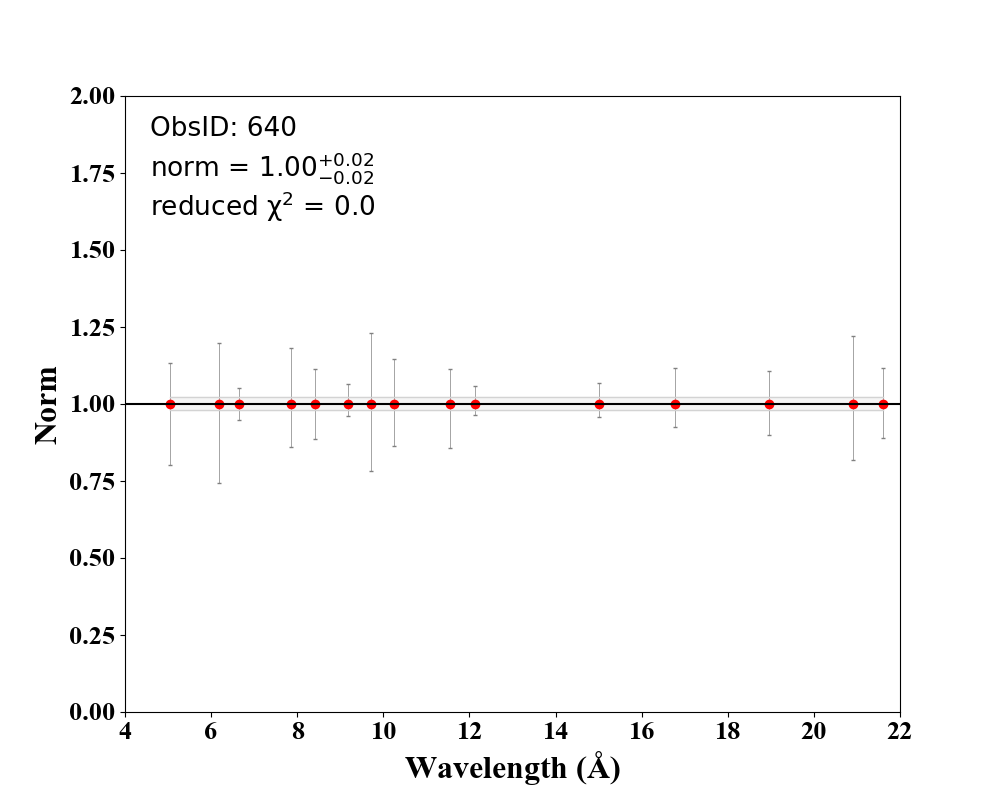 ObsID: 640
norm = 1.00^{+0.02}_{-0.02}
reduced χ² = 0.0
2.00
1.75
1.50
1.25
1.00
0.75
0.50
0.25
0.00
Norm
4 6 8 10 12 14 16 18 20 22
Wavelength (Å)